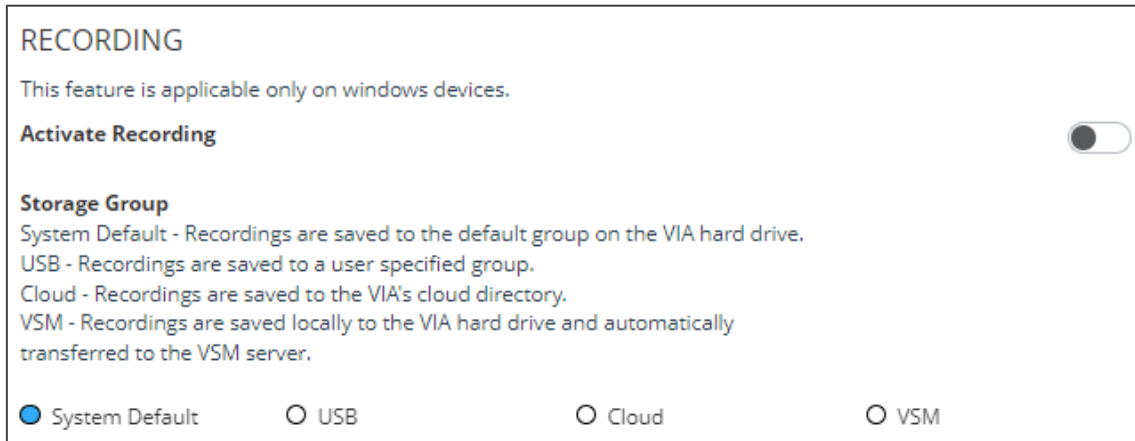 RECORDING
This feature is applicable only on windows devices.
Activate Recording
Storage Group
System Default - Recordings are saved to the default group on the VIA hard drive.
USB - Recordings are saved to a user specified group.
Cloud - Recordings are saved to the VIA's cloud directory.
VSM - Recordings are saved locally to the VIA hard drive and automatically
transferred to the VSM server.
System Default USB Cloud VSM